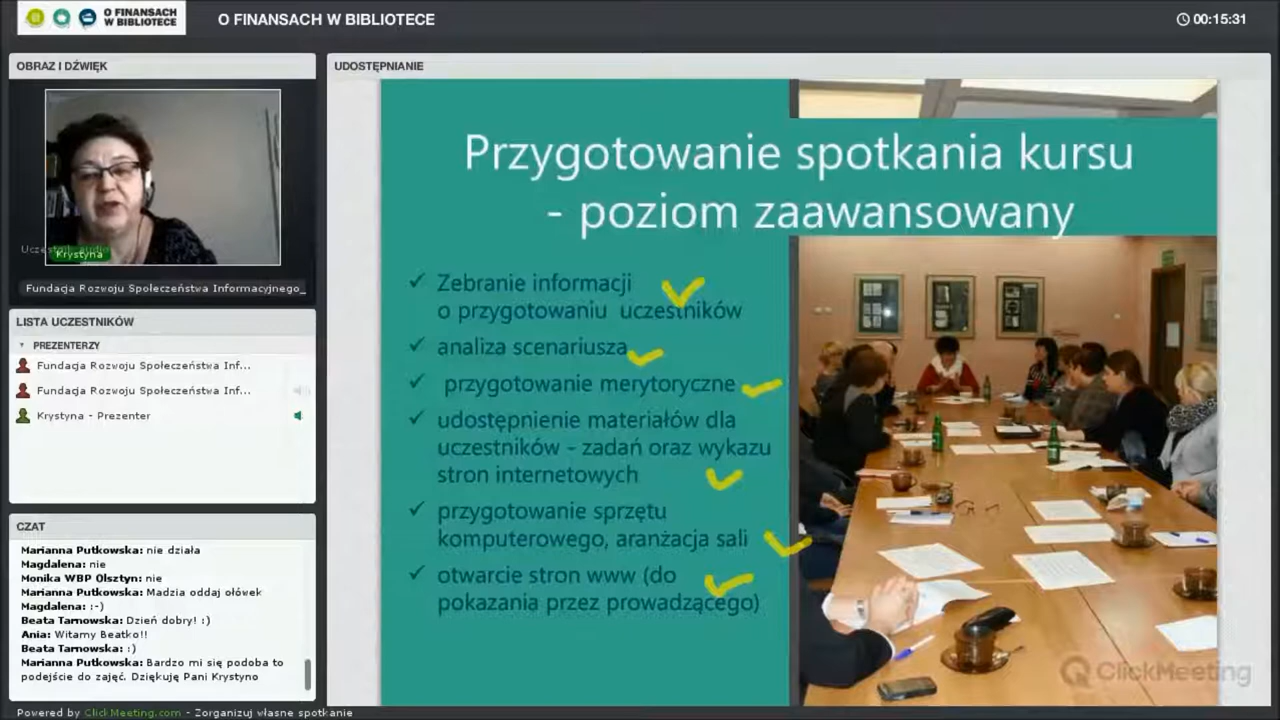 O FINANSACH
W BIBLIOTECE
O FINANSACH W BIBLIOTECE
00:15:31
OBRAZ I DŹWIĘK
Krystyna
Fundacja Rozwoju Społeczeństwa Informacyjnego_
LISTA UCZESTNIKÓW
PREZENTERZY
Fundacja Rozwoju Społeczeństwa Inf...
Fundacja Rozwoju Społeczeństwa Inf...
Krystyna - Prezenter
CZAT
Marianna Putkowska: nie działa
Magdalena: nie
Monika WBP Olsztyn: nie
Marianna Putkowska: Madzia oddaj ołówek
Magdalena: :-)
Beata Tarnowska: Dzień dobry! :)
Ania: Witamy Beatko!!
Beata Tarnowska: :)
Marianna Putkowska: Bardzo mi się podoba to
podejście do zajęć. Dziękuję Pani Krystyno
UDOSTĘPNIANIE
Przygotowanie spotkania kursu
- poziom zaawansowany
Zebranie informacji
o przygotowaniu uczestników
analiza scenariusza
przygotowanie merytoryczne
udostępnienie materiałów dla
uczestników - zadań oraz wykazu
stron internetowych
przygotowanie sprzętu
komputerowego, aranżacja sali
otwarcie stron www (do
pokazania przez prowadzącego)
ClickMeeting
Powered by ClickMeeting.com - Zorganizuj własne spotkanie